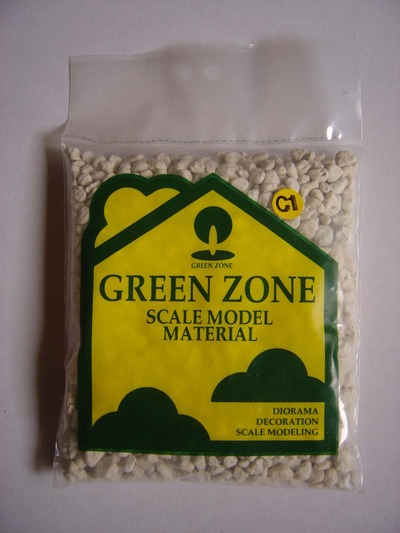 C1
GREEN ZONE
GREEN ZONE
SCALE MODEL
MATERIAL
DIORAMA
DECORATION
SCALE MODELING